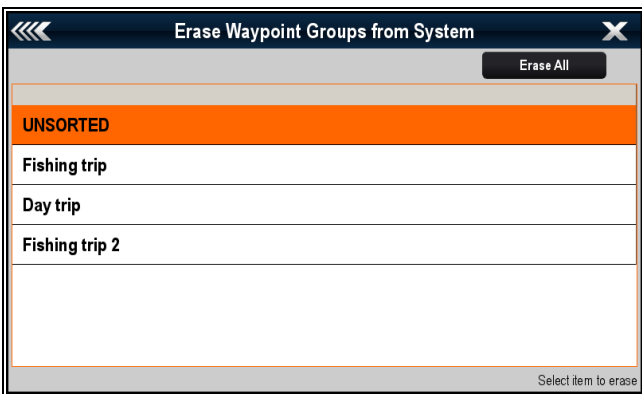 Erase Waypoint Groups from System
Erase All
UNSORTED
Fishing trip
Day trip
Fishing trip 2
Select item to erase